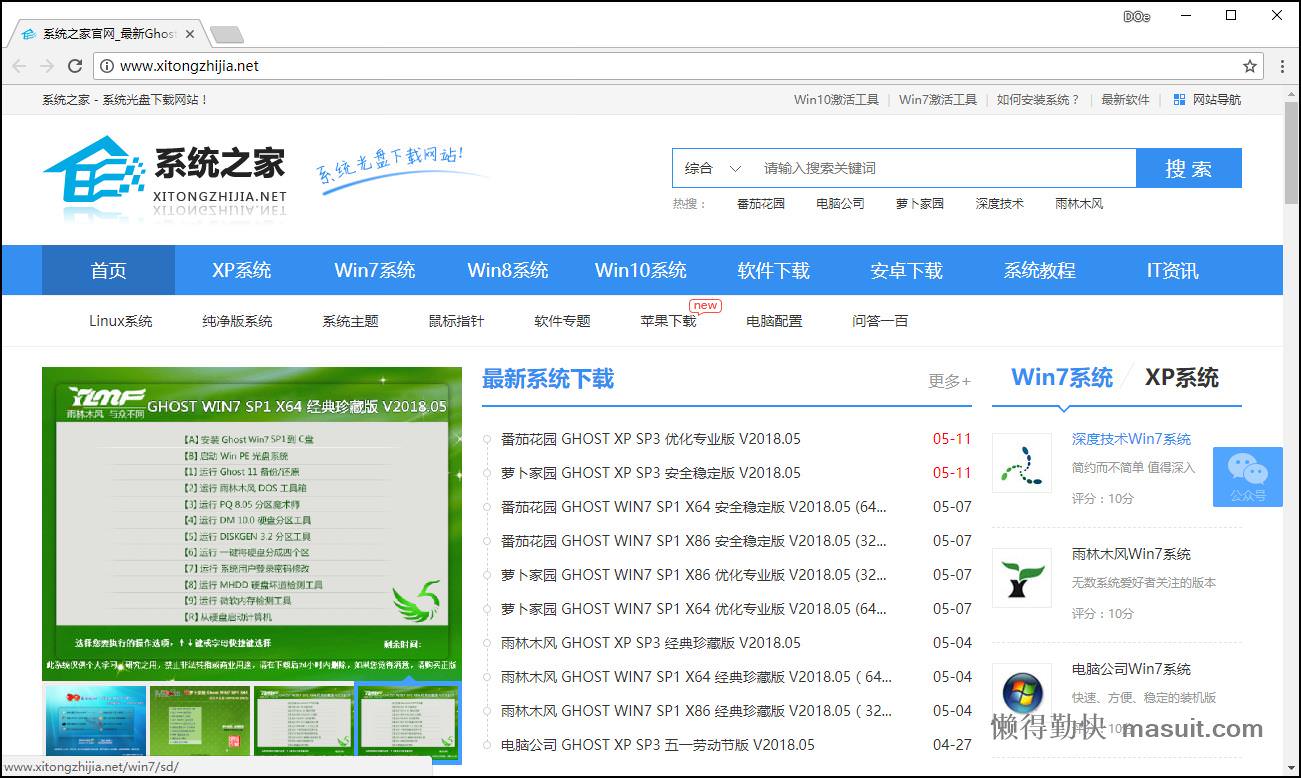 DOe
系统之家官网_最新Ghos
www.xitongzhijia.net
系统之家 - 系统光盘下载网站！
Win10激活工具 | Win7激活工具 | 如何安装系统？ | 最新软件 | 网站导航
系统之家
XITONGZHIJIA.NET
系统光盘下载网站!
综合 请输入搜索关键词 搜 索
热搜： 番茄花园 电脑公司 萝卜家园 深度技术 雨林木风
首页 XP系统 Win7系统 Win8系统 Win10系统 软件下载 安卓下载 系统教程 IT资讯
new
Linux系统 纯净版系统 系统主题 鼠标指针 软件专题 苹果下载 电脑配置 问答一百
YLMF
雨林木风 与众不同
GHOST WIN7 SP1 X64 经典珍藏版 V2018.05
【A】安装 Ghost Win7 SP1 到 C盘
【B】启动 Win PE 光盘系统
【1】运行 Ghost 11 备份/还原
【2】运行 雨林木风 DOS 工具箱
【3】运行 PQ 8.05 分区魔术师
【4】运行 DM 10.0 硬盘分区工具
【5】运行 DISKGEN 3.2 分区工具
【6】运行 一键将硬盘分成四个区
【7】运行 系统用户登录密码修改
【8】运行 MHDD 硬盘坏道检测工具
【9】运行 微软内存检测工具
【R】从硬盘启动计算机
选择您要执行的操作选项，↑↓键或字母快捷键选择 剩余时间：
此系统仅供个人学习、研究之用，禁止非法转播或商业用途，请在下载后24小时内删除，如果您觉得满意，请购买正版
最新系统下载 更多+
番茄花园 GHOST XP SP3 优化专业版 V2018.05 05-11
萝卜家园 GHOST XP SP3 安全稳定版 V2018.05 05-11
番茄花园 GHOST WIN7 SP1 X64 安全稳定版 V2018.05 (64... 05-07
番茄花园 GHOST WIN7 SP1 X86 安全稳定版 V2018.05 (32... 05-07
萝卜家园 GHOST WIN7 SP1 X86 优化专业版 V2018.05 (32... 05-07
萝卜家园 GHOST WIN7 SP1 X64 优化专业版 V2018.05 (64... 05-07
雨林木风 GHOST XP SP3 经典珍藏版 V2018.05 05-04
雨林木风 GHOST WIN7 SP1 X64 经典珍藏版 V2018.05 ( 64... 05-04
雨林木风 GHOST WIN7 SP1 X86 经典珍藏版 V2018.05 ( 32... 05-04
电脑公司 GHOST XP SP3 五一劳动节版 V2018.05 04-27
Win7系统 XP系统
深度技术Win7系统
简约而不简单 值得深入
评分：10分
公众号
雨林木风Win7系统
无数系统爱好者关注的版本
评分：10分
电脑公司Win7系统
快速、方便、稳定的装机版
懒得勤快 masuit.com
www.xitongzhijia.net/win7/sd/